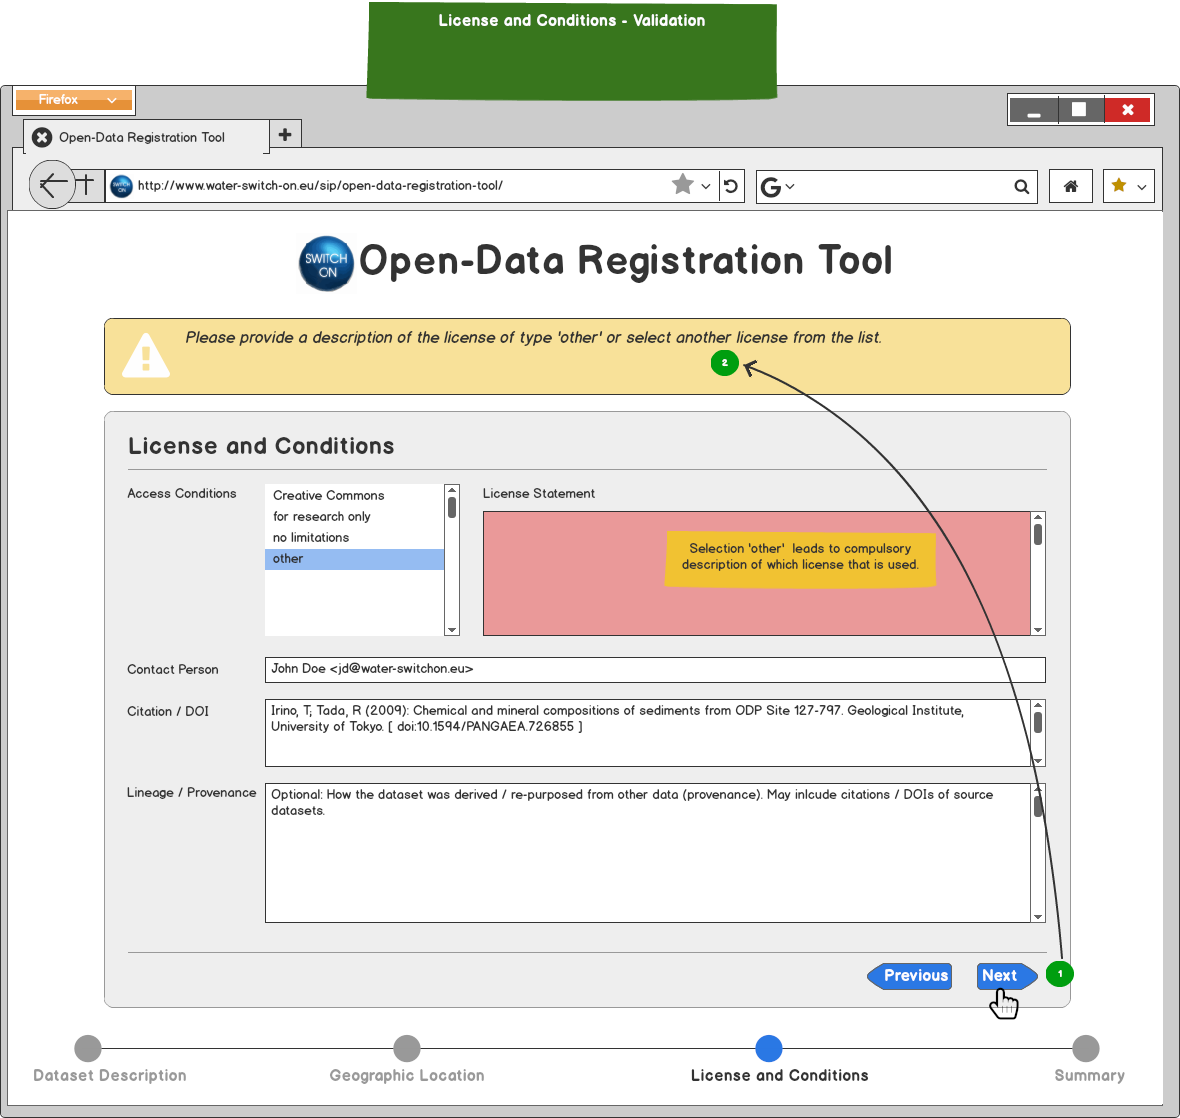 License and Conditions - Validation
Firefox
Open-Data Registration Tool
SWITCH
ON
http://www.water-switch-on.eu/sip/open-data-registration-tool/
G
SWITCH
ON
Open-Data Registration Tool
Please provide a description of the license of type 'other' or select another license from the list.
2
License and Conditions
Access Conditions
Creative Commons
for research only
no limitations
other
License Statement
Selection 'other' leads to compulsory
description of which license that is used.
Contact Person
John Doe <jd@water-switchon.eu>
Citation / DOI
Irino, T; Tada, R (2009): Chemical and mineral compositions of sediments from ODP Site 127-797. Geological Institute,
University of Tokyo. [ doi:10.1594/PANGAEA.726855 ]
Lineage / Provenance
Optional: How the dataset was derived / re-purposed from other data (provenance). May inlcude citations / DOIs of source
datasets.
Previous
Next
1
Dataset Description
Geographic Location
License and Conditions
Summary